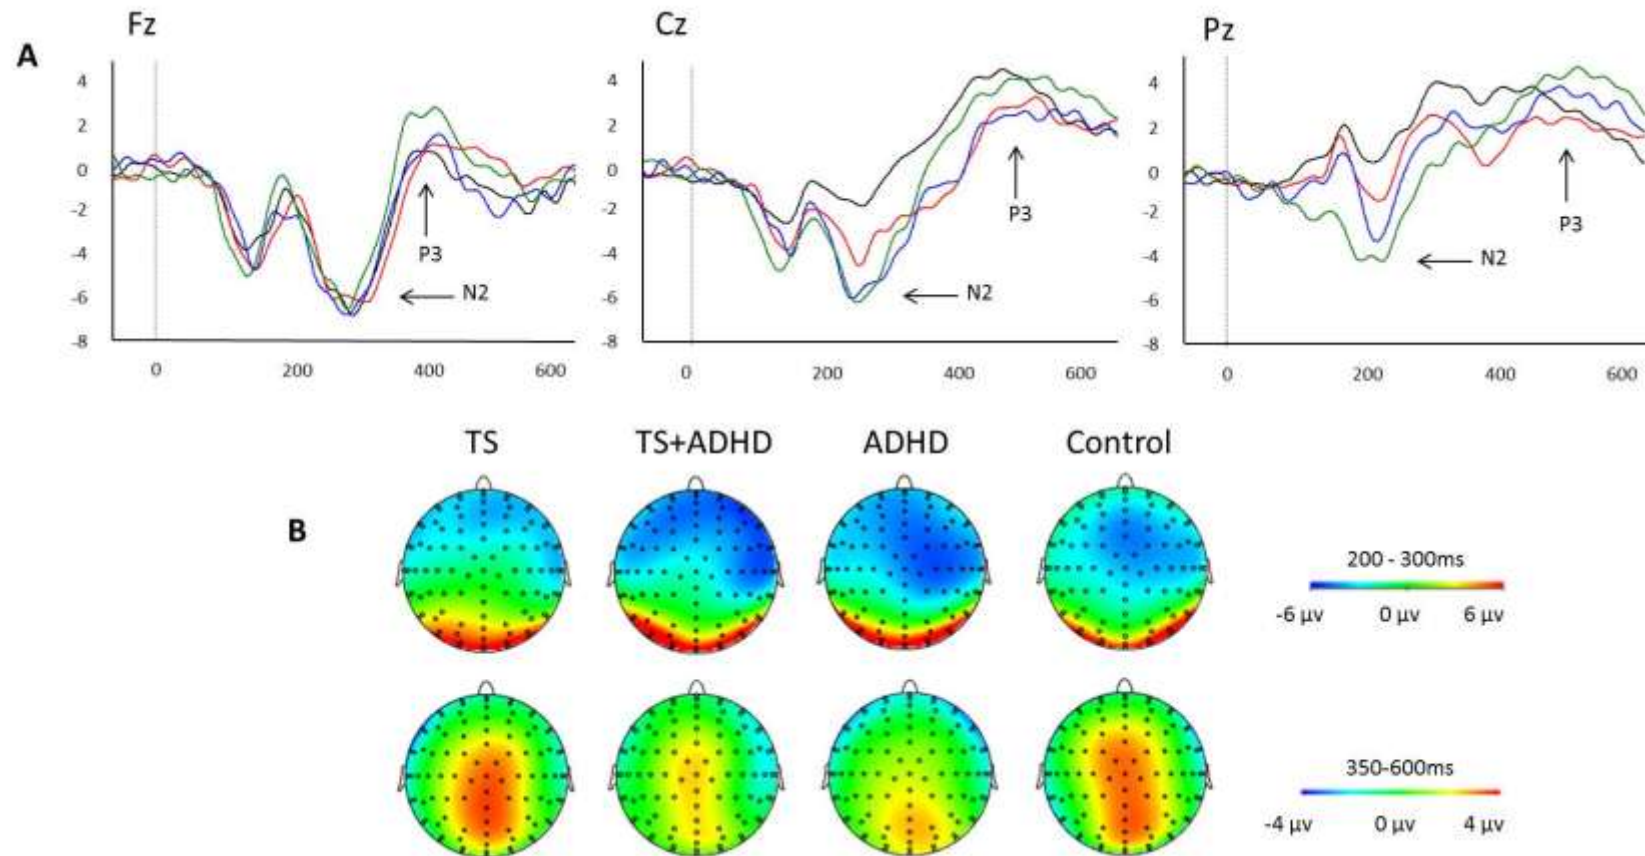 Fz Cz Pz
A
4 4 4
2 2 2
0 0 0
-2 -2 -2
-4 -4 -4
-6 -6 -6
-8 -8 -8
P3 P3 P3
N2 N2 N2
0 200 400 600 0 200 400 600 0 200 400 600
TS TS+ADHD ADHD Control
B
200 - 300ms
-6 μv 0 μv 6 μv
350-600ms
-4 μv 0 μv 4 μv